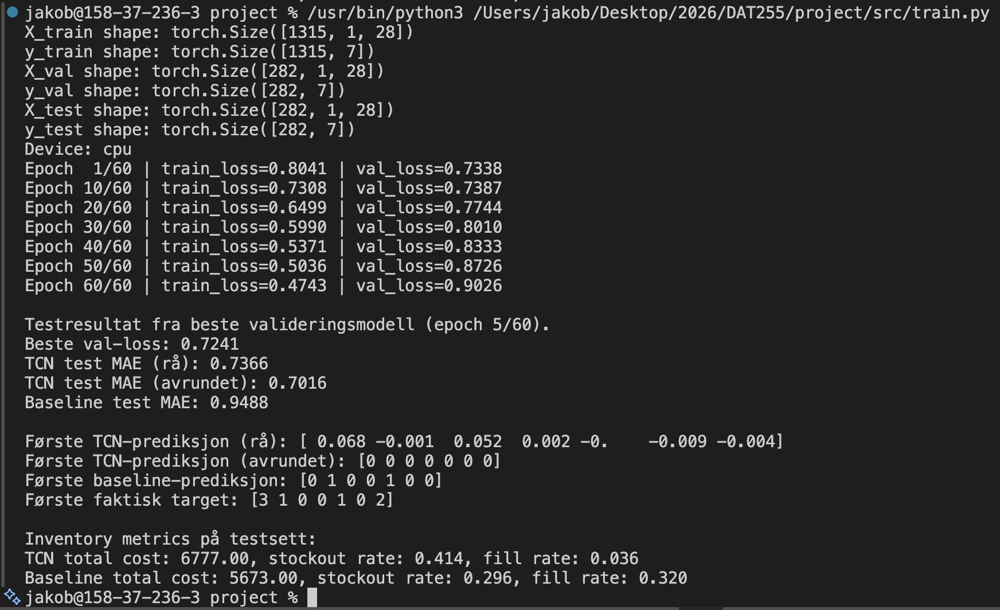 jakob@158-37-236-3 project % /usr/bin/python3 /Users/jakob/Desktop/2026/DAT255/project/src/train.py
X_train shape: torch.Size([1315, 1, 28])
y_train shape: torch.Size([1315, 7])
X_val shape: torch.Size([282, 1, 28])
y_val shape: torch.Size([282, 7])
X_test shape: torch.Size([282, 1, 28])
y_test shape: torch.Size([282, 7])
Device: cpu
Epoch  1/60 | train_loss=0.8041 | val_loss=0.7338
Epoch 10/60 | train_loss=0.7308 | val_loss=0.7387
Epoch 20/60 | train_loss=0.6499 | val_loss=0.7744
Epoch 30/60 | train_loss=0.5990 | val_loss=0.8010
Epoch 40/60 | train_loss=0.5371 | val_loss=0.8333
Epoch 50/60 | train_loss=0.5036 | val_loss=0.8726
Epoch 60/60 | train_loss=0.4743 | val_loss=0.9026
Testresultat fra beste valideringsmodell (epoch 5/60).
Beste val-loss: 0.7241
TCN test MAE (rå): 0.7366
TCN test MAE (avrundet): 0.7016
Baseline test MAE: 0.9488
Første TCN-prediksjon (rå): [ 0.068 -0.001  0.052  0.002 -0.    -0.009 -0.004]
Første TCN-prediksjon (avrundet): [0 0 0 0 0 0 0]
Første baseline-prediksjon: [0 1 0 0 1 0 0]
Første faktisk target: [3 1 0 0 1 0 2]
Inventory metrics på testsett:
TCN total cost: 6777.00, stockout rate: 0.414, fill rate: 0.036
Baseline total cost: 5673.00, stockout rate: 0.296, fill rate: 0.320
jakob@158-37-236-3 project %